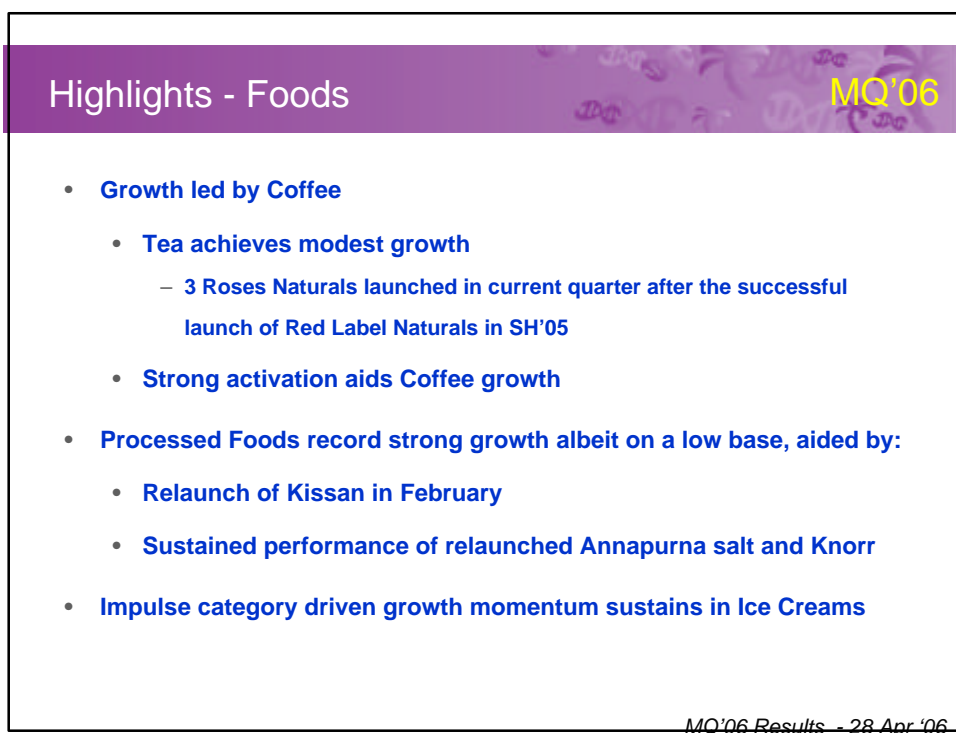 Highlights - Foods
MQ’06
• Growth led by Coffee
• Tea achieves modest growth
– 3 Roses Naturals launched in current quarter after the successful
launch of Red Label Naturals in SH’05
• Strong activation aids Coffee growth
• Processed Foods record strong growth albeit on a low base, aided by:
• Relaunch of Kissan in February
• Sustained performance of relaunched Annapurna salt and Knorr
• Impulse category driven growth momentum sustains in Ice Creams
MQ’06 Results - 28 Apr ‘06